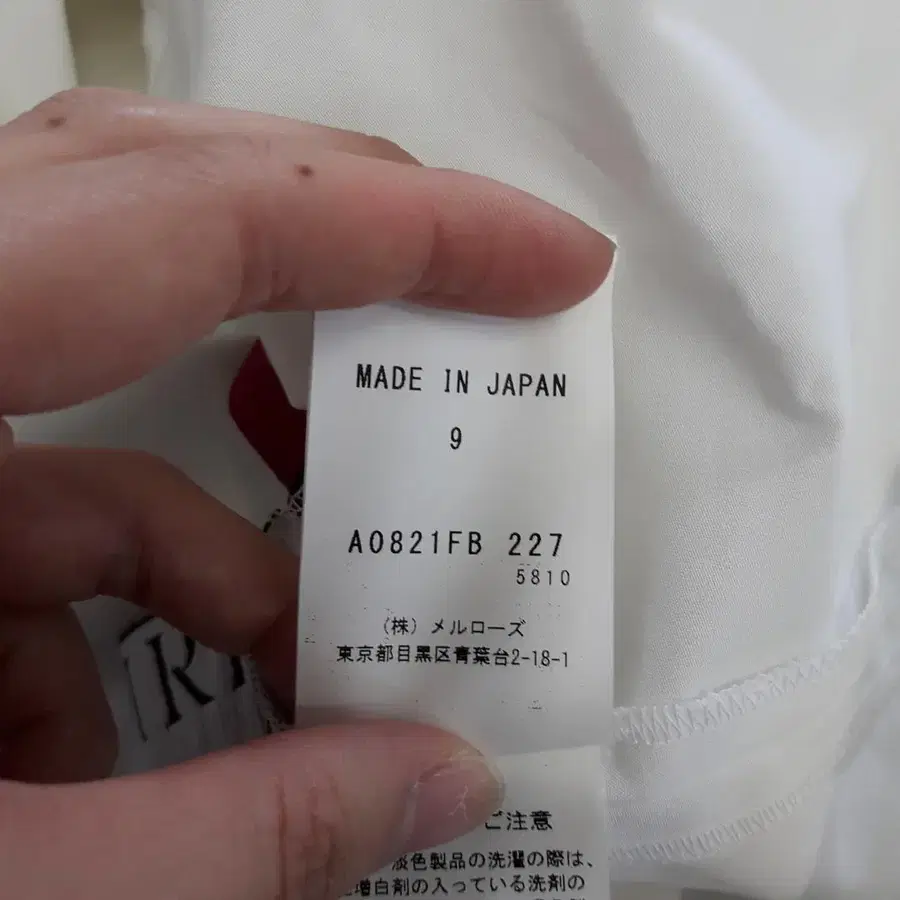 MADE IN JAPAN
9
A0821FB 227
5810
(株) メルローズ
東京都目黒区青葉台2-18-1
ご注意
淡色製品の洗濯の際は、
増白剤の入っている洗剤の